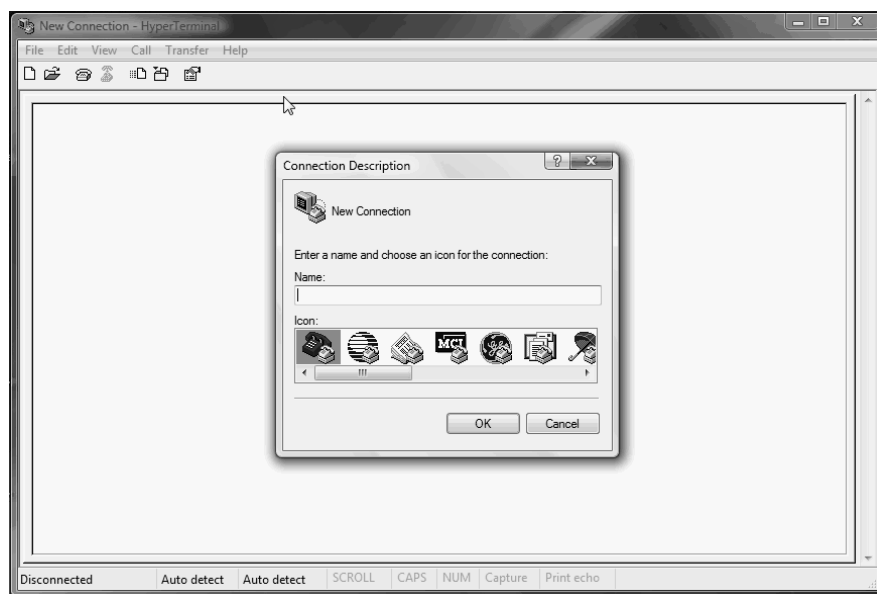 New Connection - HyperTerminal
File Edit View Call Transfer Help
Connection Description
New Connection
Enter a name and choose an icon for the connection:
Name:
Icon:
MCI
OK Cancel
Disconnected Auto detect Auto detect SCROLL CAPS NUM Capture Print echo